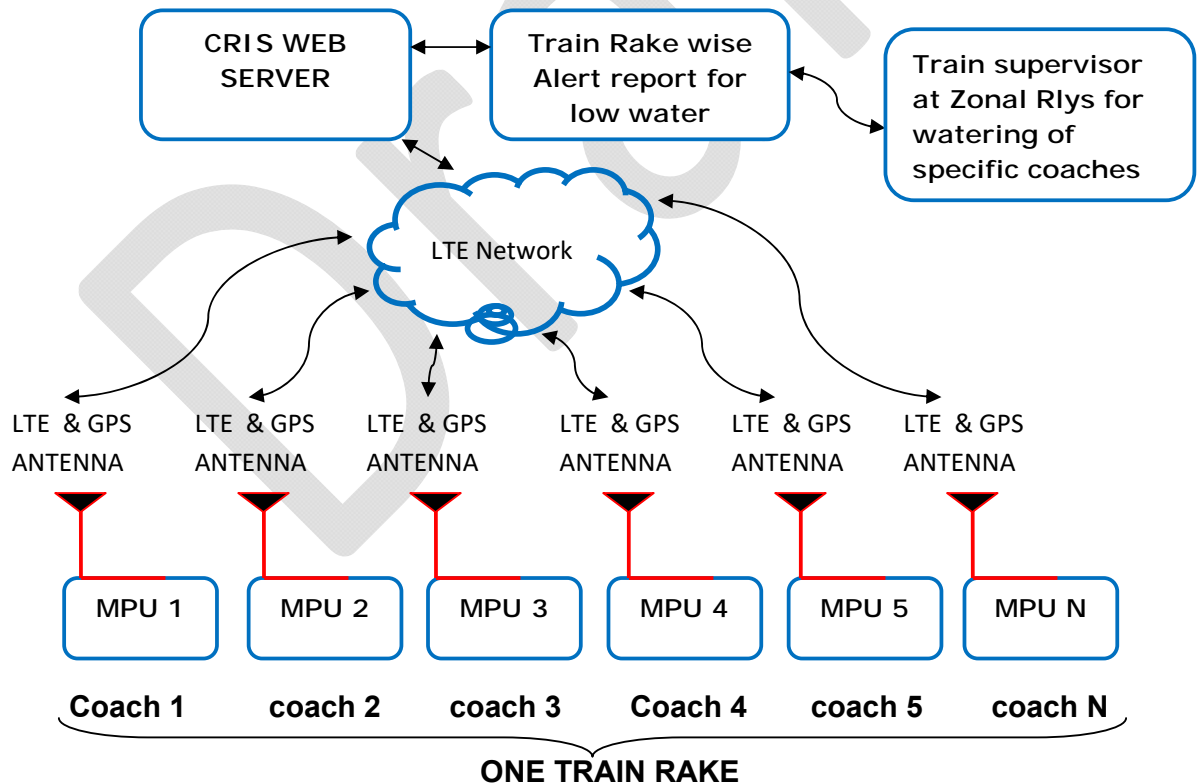 CRIS WEB
SERVER
Train Rake wise
Alert report for
low water
Train supervisor
at Zonal Rlys for
watering of
specific coaches
LTE Network
LTE & GPS
ANTENNA
LTE & GPS
ANTENNA
LTE & GPS
ANTENNA
LTE & GPS
ANTENNA
LTE & GPS
ANTENNA
LTE & GPS
ANTENNA
MPU 1
MPU 2
MPU 3
MPU 4
MPU 5
MPU N
Coach 1
coach 2
coach 3
Coach 4
coach 5
coach N
ONE TRAIN RAKE